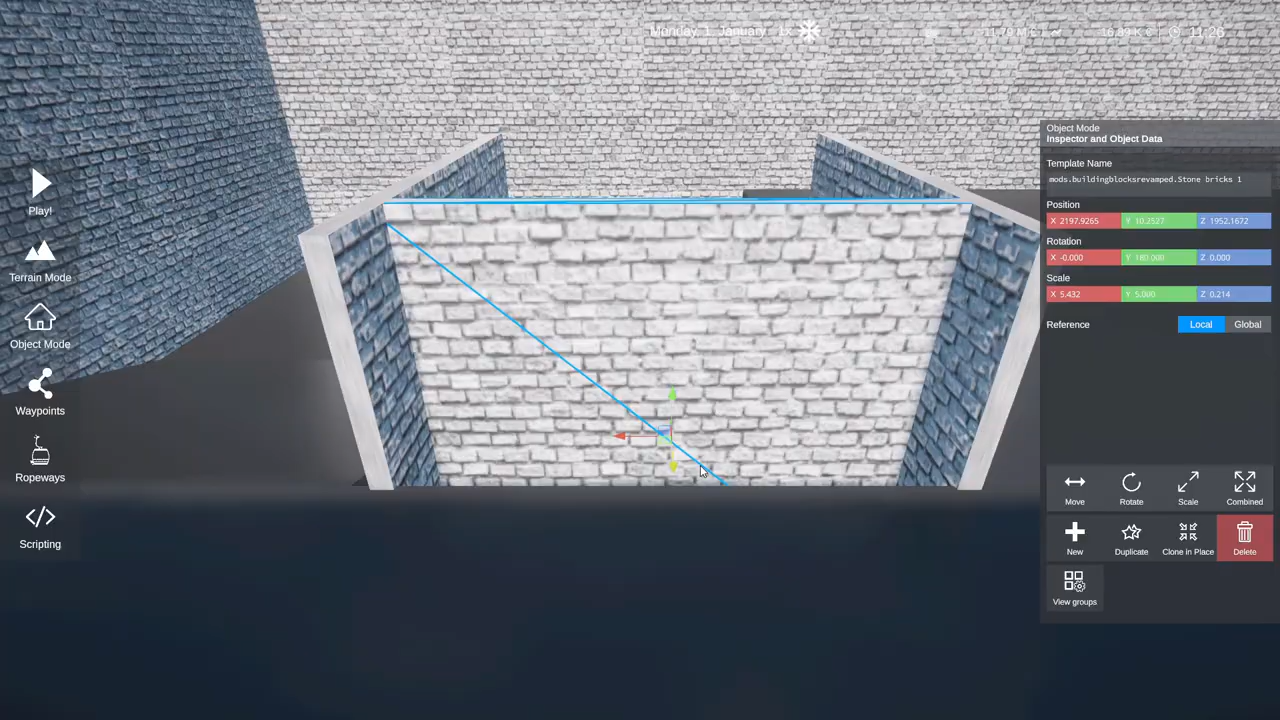 Monday, 1. January 1x
11:26
Play!
Terrain Mode
Object Mode
Waypoints
Ropeways
Scripting
Object Mode
Inspector and Object Data
Template Name
mods.buildingblocksrevamped.Stone bricks 1
Position
X 2197.9265 Y 10.2527 Z 1952.1672
Rotation
X -0.000 Y 180.000 Z 0.000
Scale
X 5.432 Y 5.000 Z 0.214
Reference Local Global
Move Rotate Scale Combined
New Duplicate Clone in Place Delete
View groups